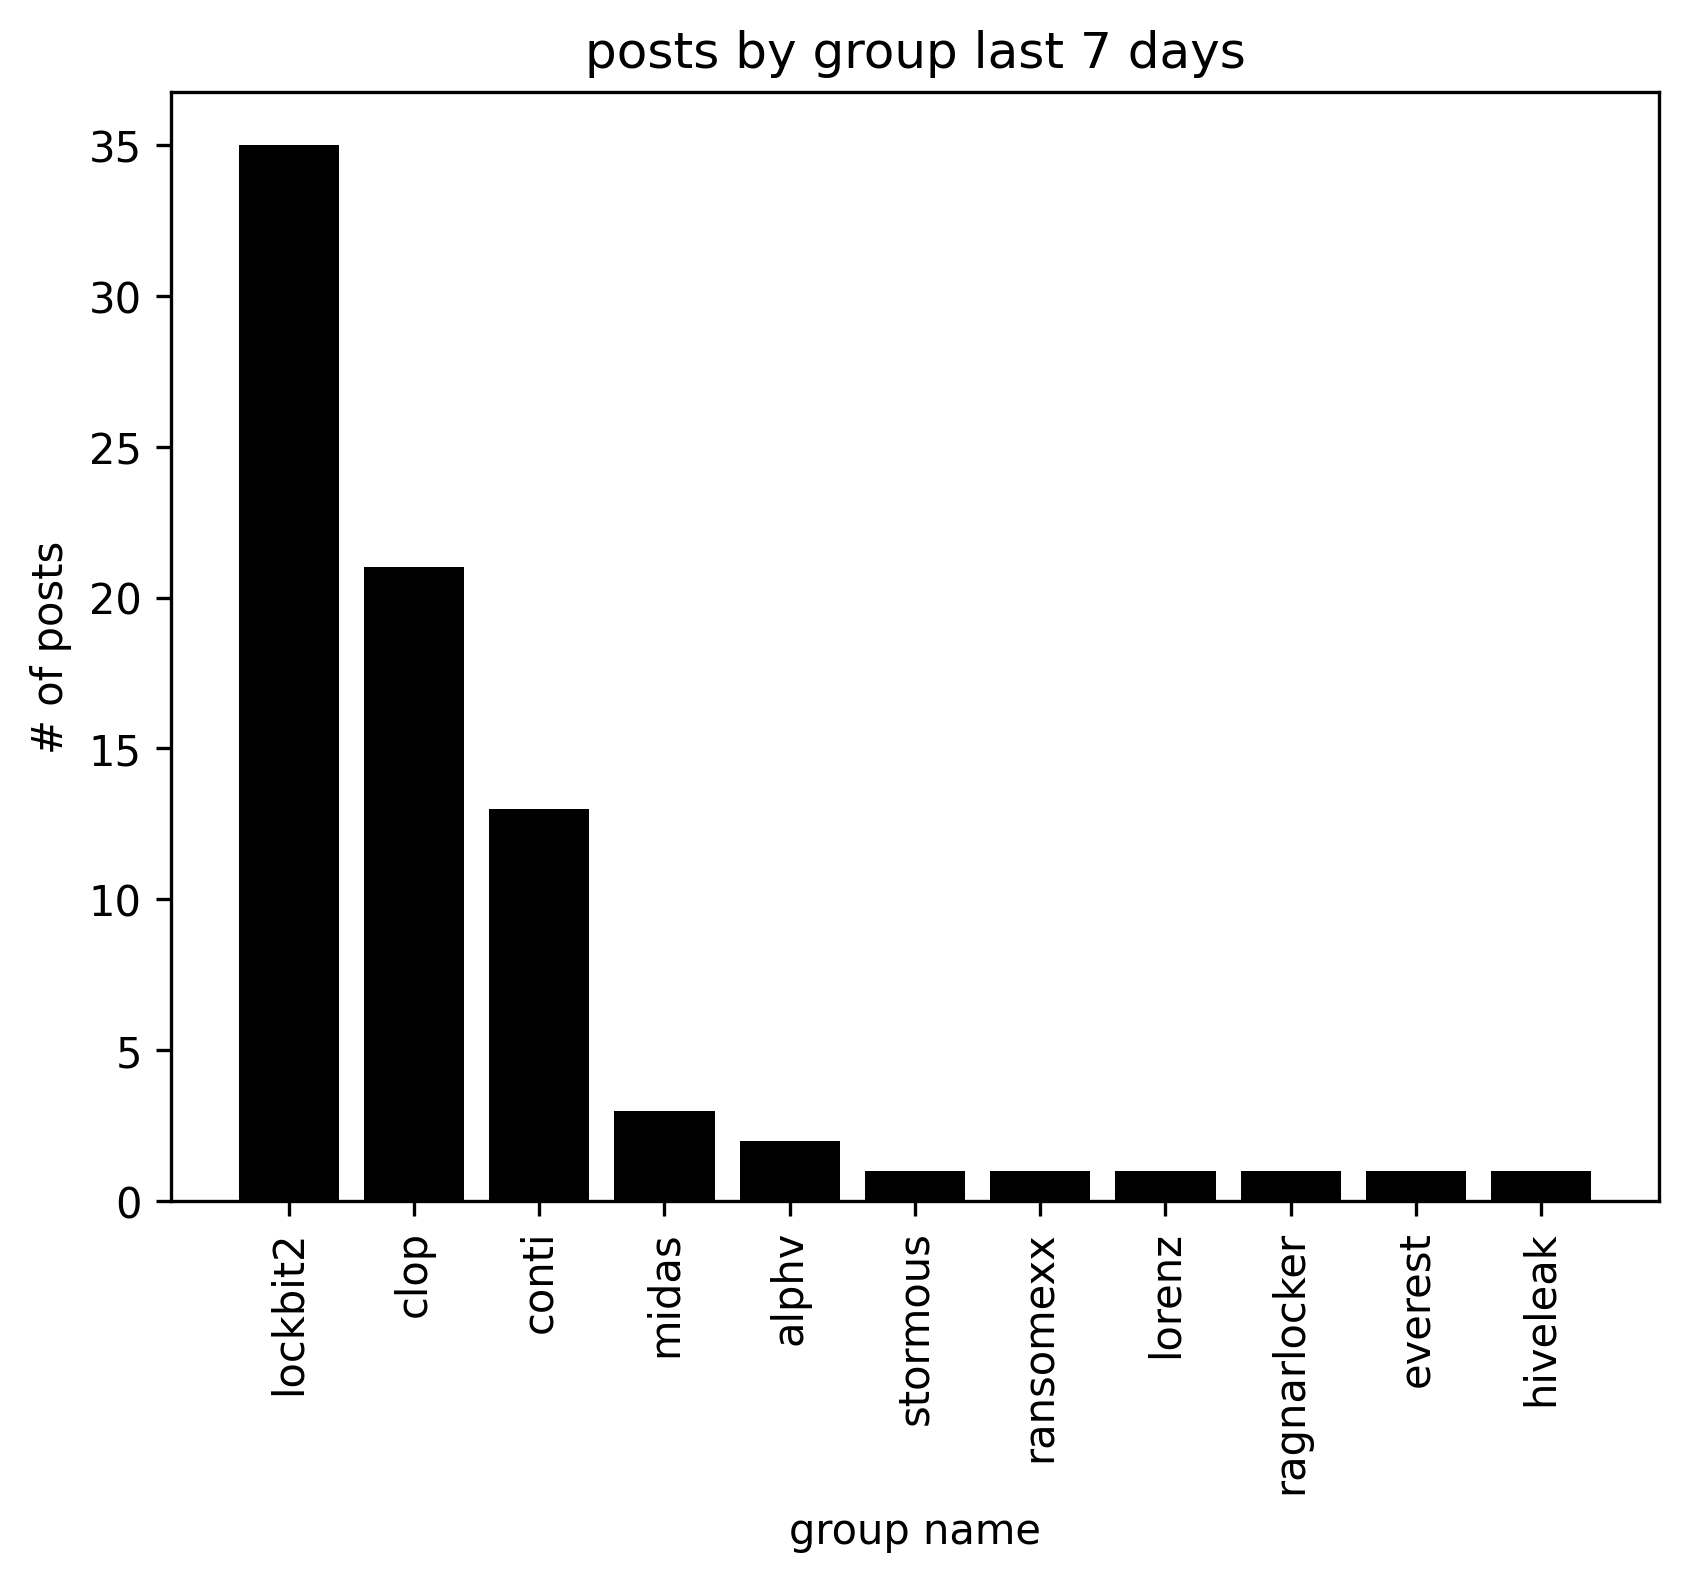 posts by group last 7 days
35
30
25
20
15
10
5
0
# of posts
lockbit2
clop
conti
midas
alphv
stormous
ransomexx
lorenz
ragnarlocker
everest
hiveleak
group name